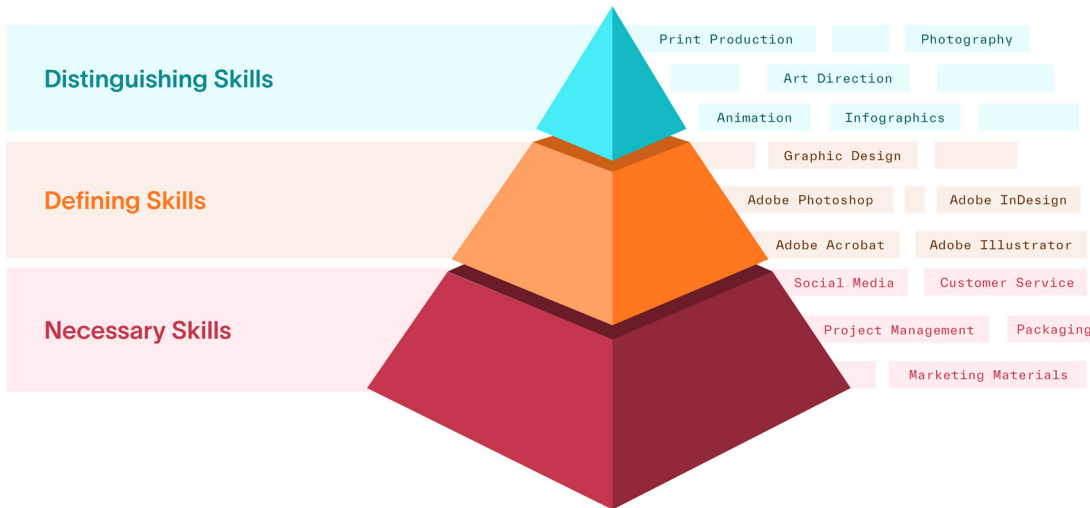 Distinguishing Skills
Print Production
Photography
Art Direction
Animation
Infographics
Defining Skills
Graphic Design
Adobe Photoshop
Adobe InDesign
Adobe Acrobat
Adobe Illustrator
Necessary Skills
Social Media
Customer Service
Project Management
Packaging
Marketing Materials